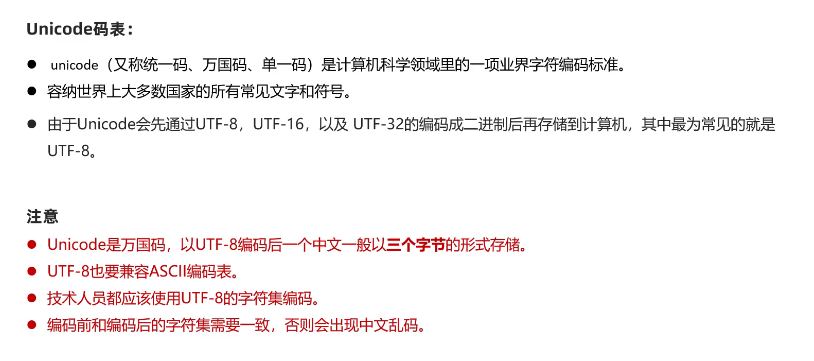 Unicode码表：
● unicode（又称统一码、万国码、单一码）是计算机科学领域里的一项业界字符编码标准。
● 容纳世界上大多数国家的所有常见文字和符号。
● 由于Unicode会先通过UTF-8，UTF-16，以及 UTF-32的编码成二进制后再存储到计算机，其中最为常见的就是
UTF-8。
注意
● Unicode是万国码，以UTF-8编码后一个中文一般以三个字节的形式存储。
● UTF-8也要兼容ASCII编码表。
● 技术人员都应该使用UTF-8的字符集编码。
● 编码前和编码后的字符集需要一致，否则会出现中文乱码。